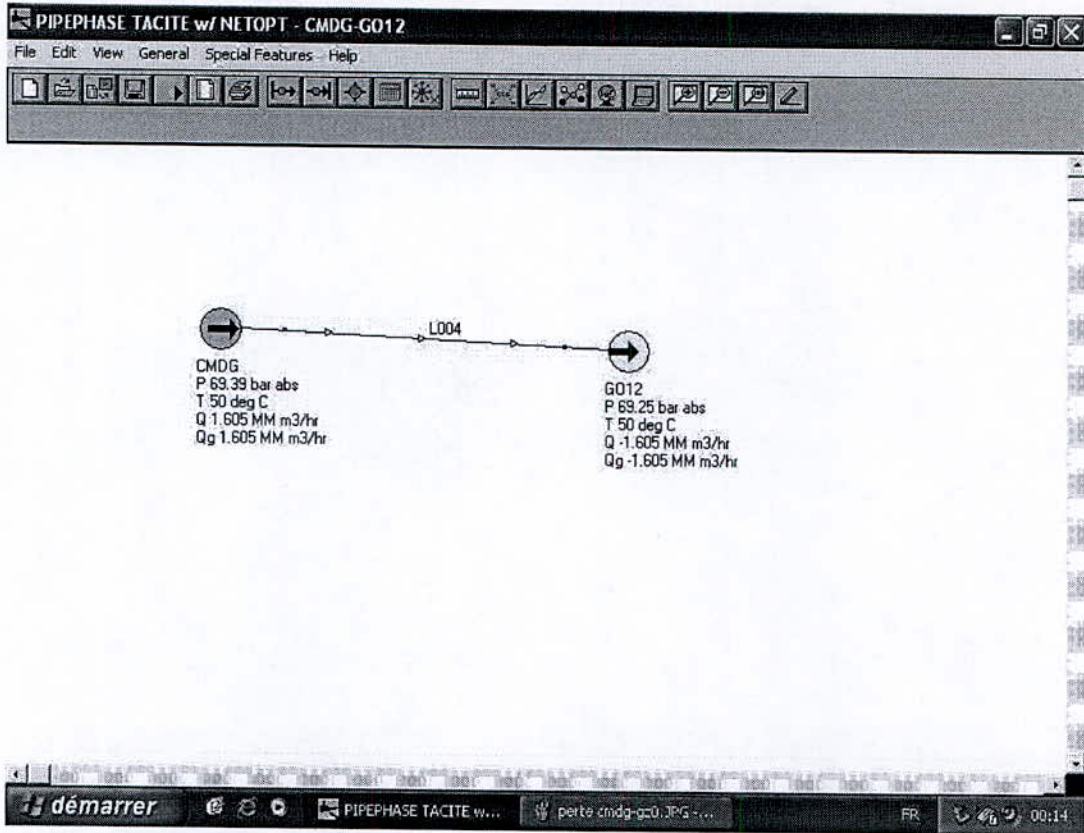 PIPEPHASE TACITE w/ NETOPT - CMDG-GO12
File Edit View General Special Features Help
L004
CMDG
P 69.39 bar abs
T 50 deg C
Q 1.605 MM m3/hr
Qg 1.605 MM m3/hr
GO12
P 69.25 bar abs
T 50 deg C
Q -1.605 MM m3/hr
Qg -1.605 MM m3/hr
démarrer PIPEPHASE TACITE w... perte cmdg-gz0.JPG -... FR 00:14